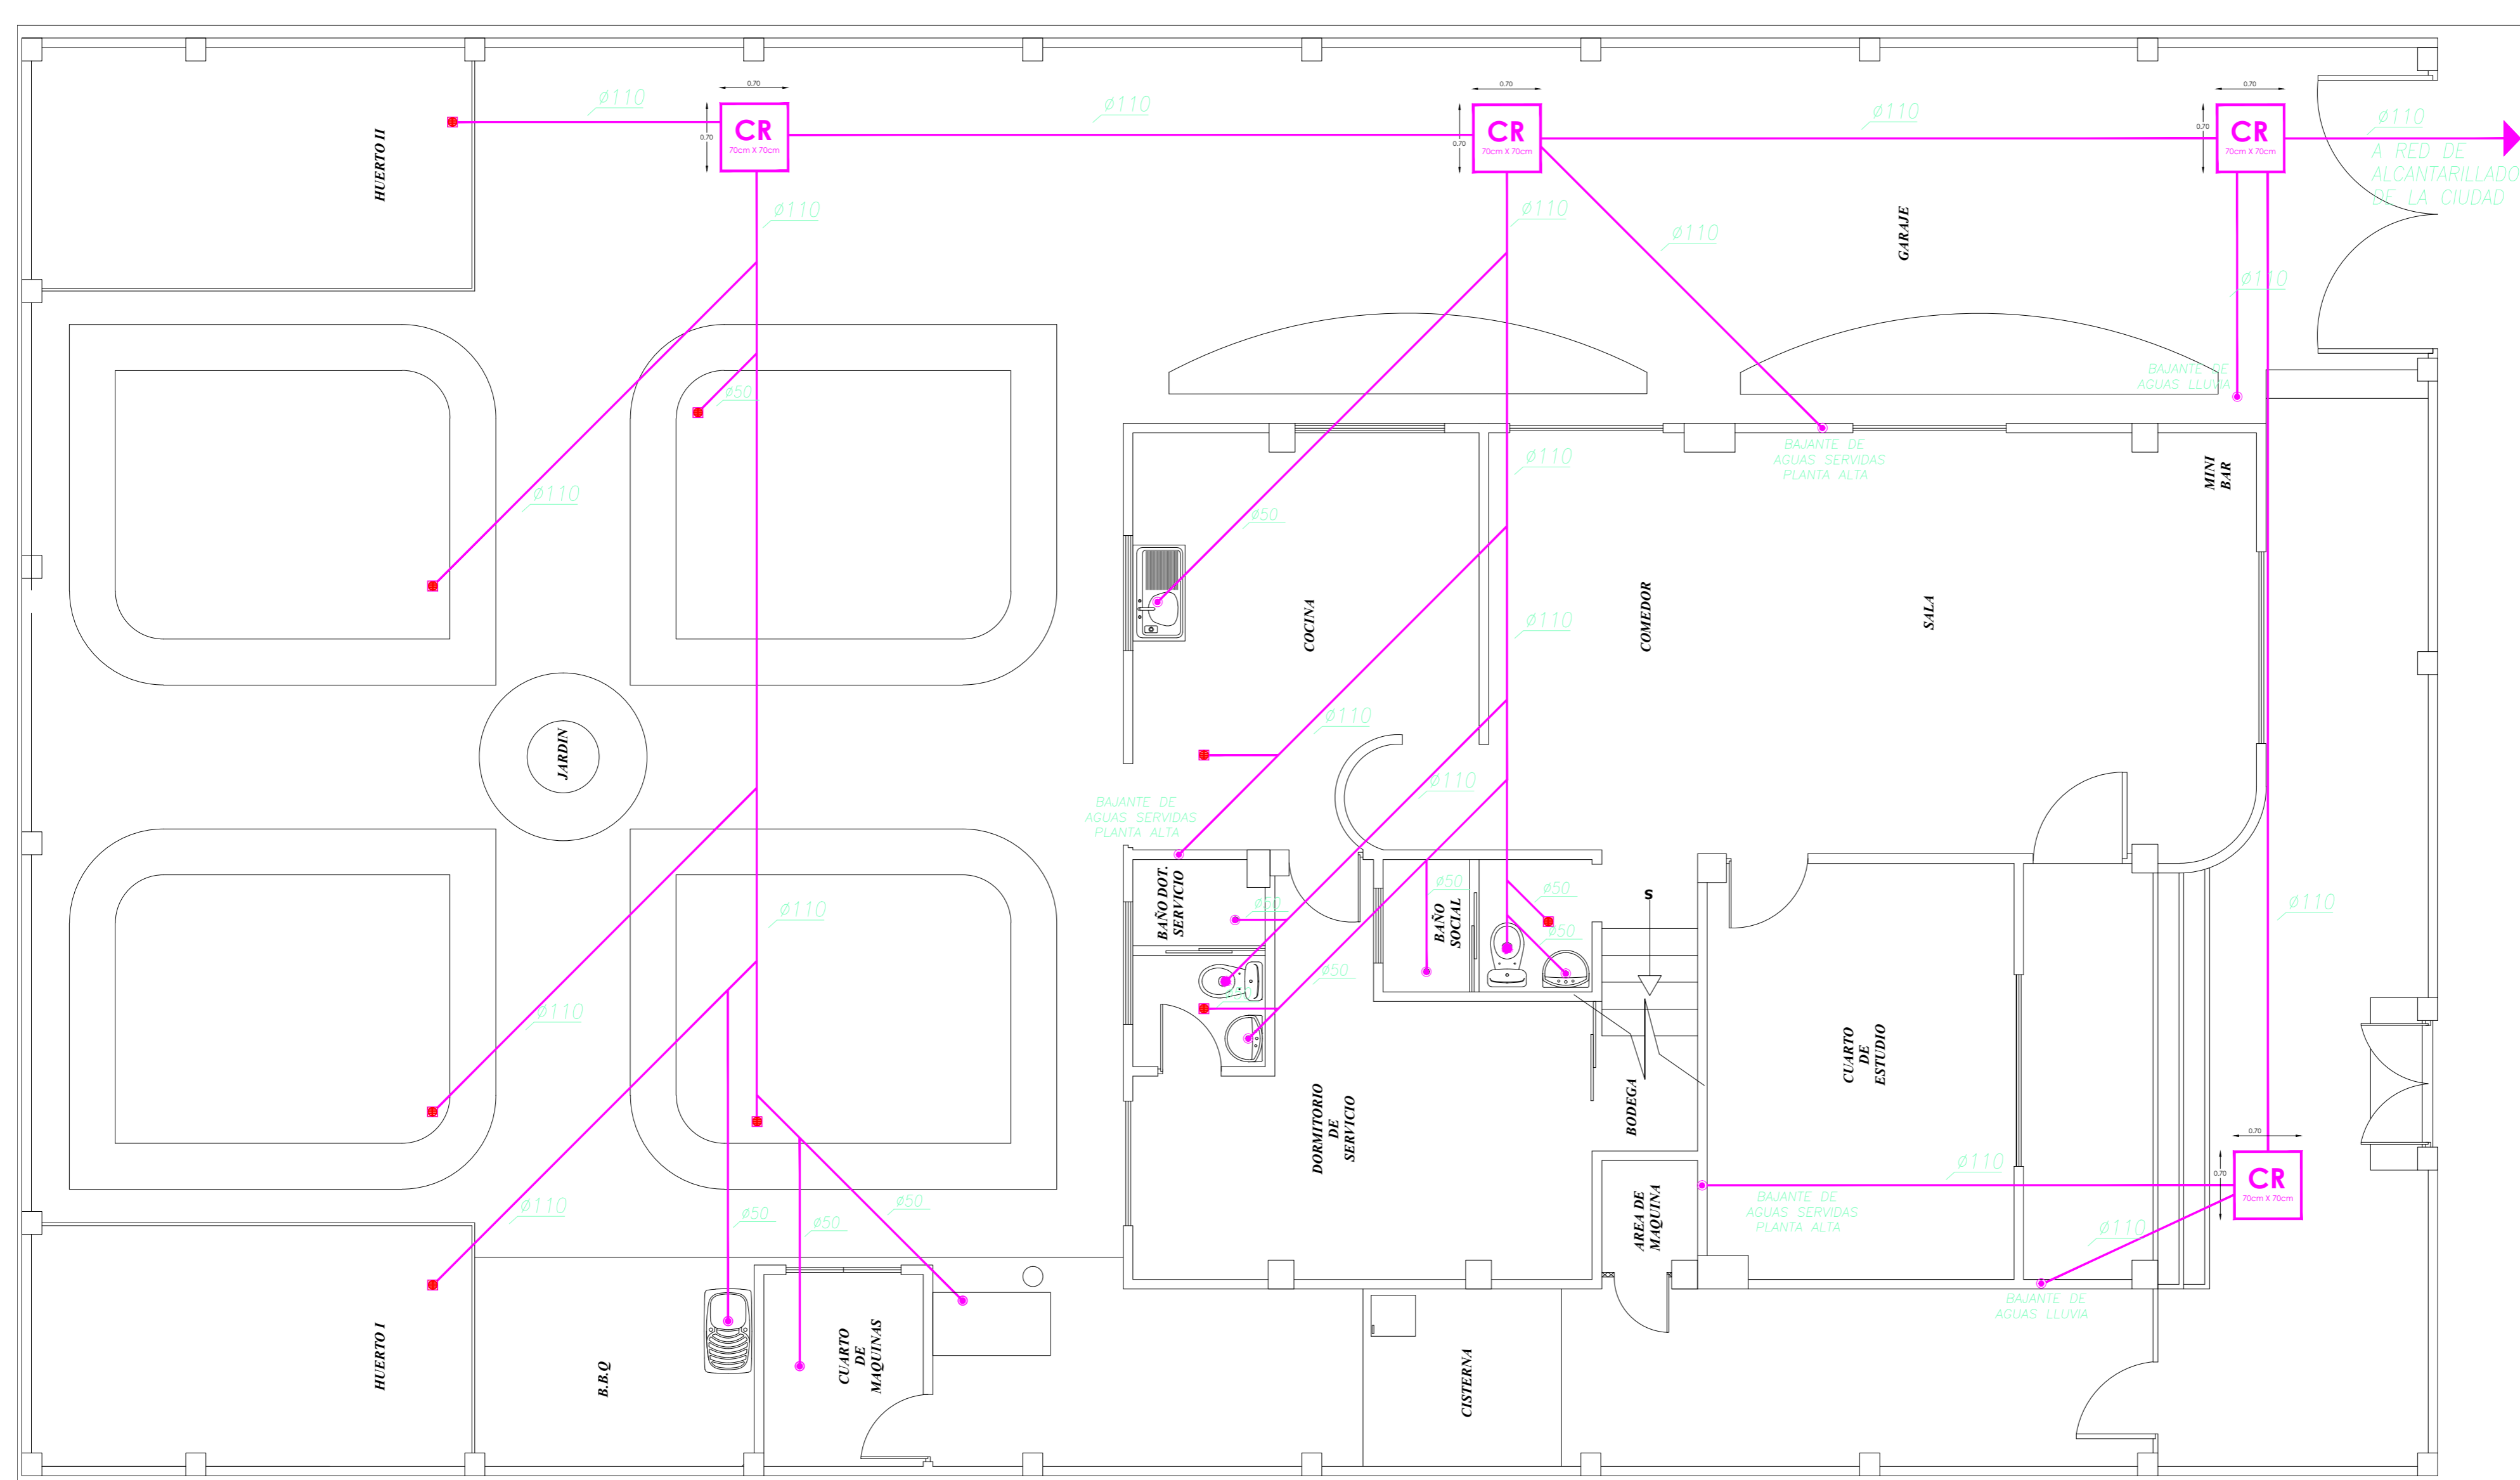 0.70
0.70
0.70
Ø110
Ø110
Ø110
Ø110
0.70
CR
70cm X 70cm
0.70
CR
70cm X 70cm
0.70
CR
70cm X 70cm
A RED DE
ALCANTARILLADO
DE LA CIUDAD
HUERTO II
Ø110
Ø110
Ø110
GARAJE
Ø110
BAJANTE DE
AGUAS LLUVIA
Ø50
Ø110
Ø50
Ø110
BAJANTE DE
AGUAS SERVIDAS
PLANTA ALTA
MINI
BAR
COCINA
Ø110
COMEDOR
SALA
JARDIN
Ø110
Ø110
BAJANTE DE
AGUAS SERVIDAS
PLANTA ALTA
BAÑO DOT.
SERVICIO
Ø50
BAÑO
SOCIAL
Ø50
Ø50
Ø50
S
Ø110
Ø110
Ø110
Ø50
DORMITORIO
DE
SERVICIO
BODEGA
CUARTO
DE
ESTUDIO
0.70
0.70
CR
70cm X 70cm
Ø110
BAJANTE DE
AGUAS SERVIDAS
PLANTA ALTA
AREA DE
MAQUINA
Ø110
BAJANTE DE
AGUAS LLUVIA
Ø110
Ø50
Ø50
Ø50
HUERTO I
B.B.Q
CUARTO
DE
MAQUINAS
CISTERNA